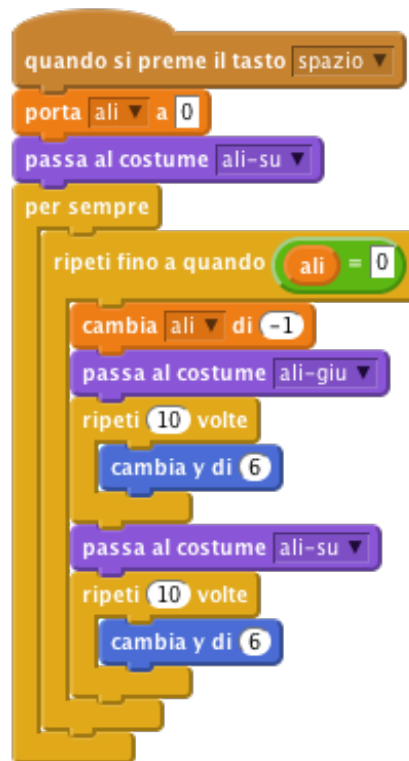 quando si preme il tasto spazio
porta ali a 0
passa al costume ali-su
per sempre
ripeti fino a quando ali = 0
cambia ali di -1
passa al costume ali-giu
ripeti 10 volte
cambia y di 6
passa al costume ali-su
ripeti 10 volte
cambia y di 6